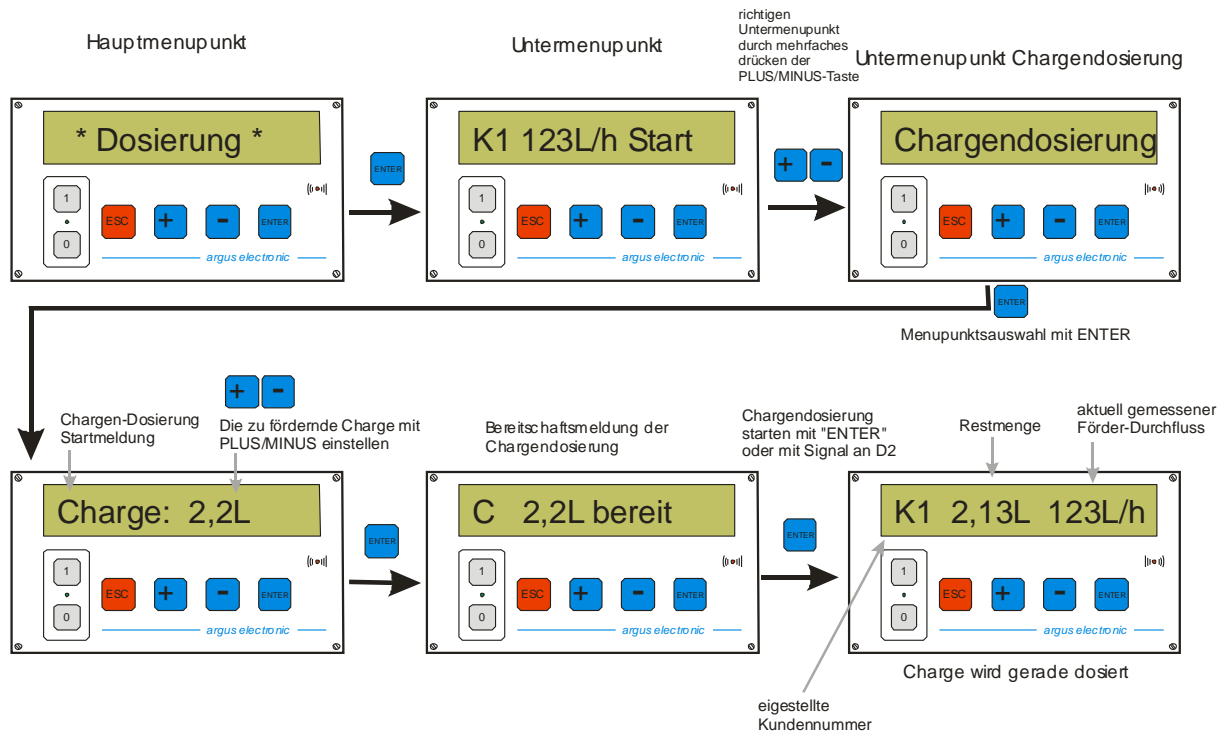 Hauptmenupunkt
Untermenupunkt
richtigen
Untermenupunkt
durch mehrfaches
drücken der
PLUS/MINUS-Taste
Untermenupunkt Chargendosierung
* Dosierung *
1
0
ESC
+
-
ENTER
argus electronic
ENTER
K1 123L/h Start
1
0
ESC
+
-
ENTER
argus electronic
+ -
Chargendosierung
1
0
ESC
+
-
ENTER
argus electronic
ENTER
Menupunktsauswahl mit ENTER
Chargen-Dosierung
Startmeldung
+ -
Die zu fördernde Charge mit
PLUS/MINUS einstellen
Bereitschaftsmeldung der
Chargendosierung
Chargendosierung
starten mit "ENTER"
oder mit Signal an D2
Restmenge
aktuell gemessener
Förder-Durchfluss
Charge: 2,2L
1
0
ESC
+
-
ENTER
argus electronic
ENTER
C 2,2L bereit
1
0
ESC
+
-
ENTER
argus electronic
ENTER
K1 2,13L 123L/h
1
0
ESC
+
-
ENTER
argus electronic
Charge wird gerade dosiert
eigestellte
Kundennummer